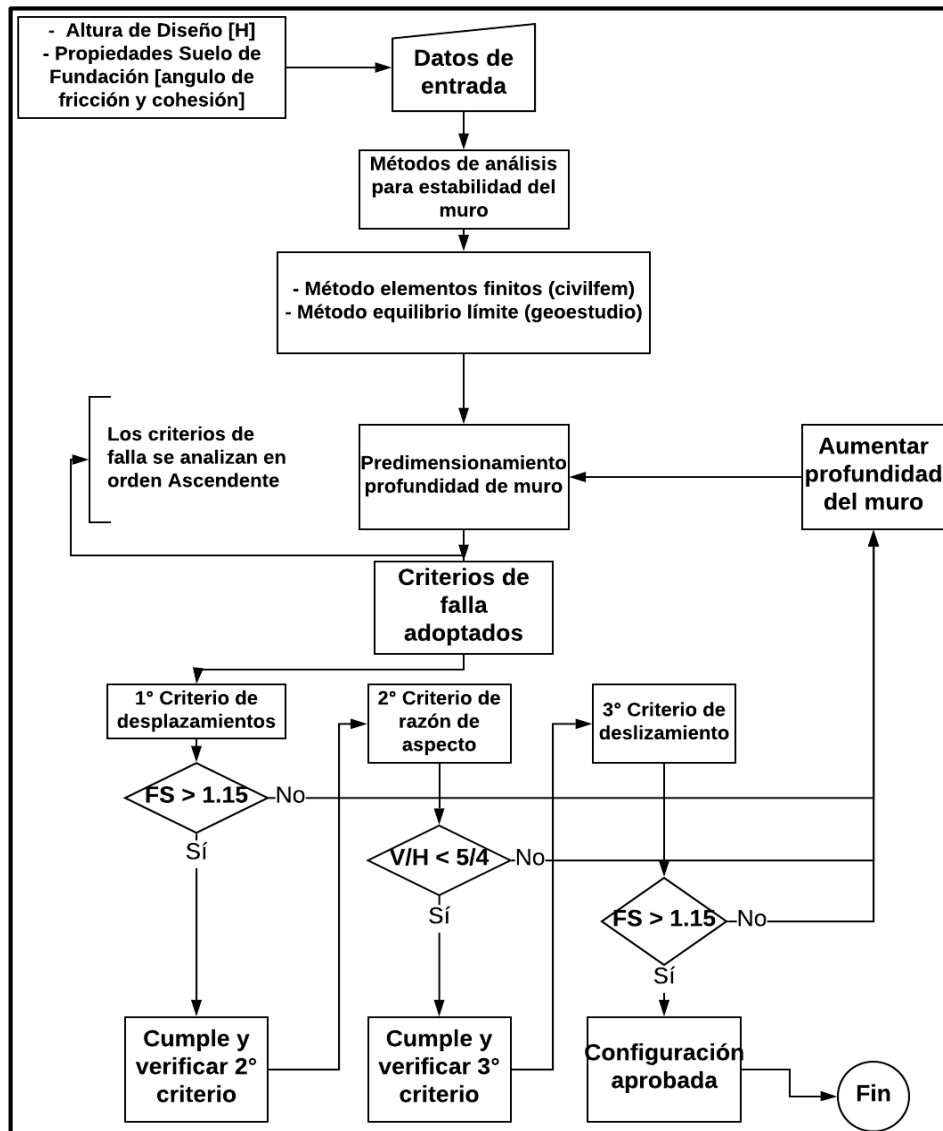 - Altura de Diseño [H]
- Propiedades Suelo de
Fundación [angulo de
fricción y cohesión]
Datos de
entrada
Métodos de análisis
para estabilidad del
muro
- Método elementos finitos (civilfem)
- Método equilibrio límite (geoestudio)
Los criterios de
falla se analizan en
orden Ascendente
Predimensionamiento
profundidad de muro
Aumentar
profundidad
del muro
Criterios de
falla
adoptados
1° Criterio de
desplazamientos
2° Criterio de
razón de
aspecto
3° Criterio de
deslizamiento
FS > 1.15
No
Sí
V/H < 5/4
No
Sí
FS > 1.15
No
Sí
Cumple y
verificar 2°
criterio
Cumple y
verificar 3°
criterio
Configuración
aprobada
Fin